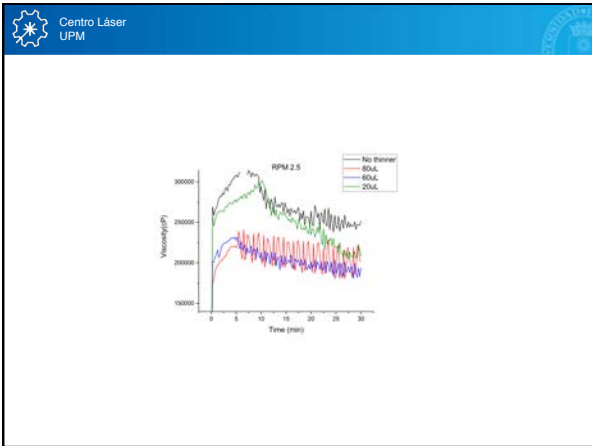 Centro Láser
UPM
RPM 2.5
No thinner
80uL
60uL
20uL
300000
250000
200000
150000
Viscosity(cP)
0 5 10 15 20 25 30
Time (min)